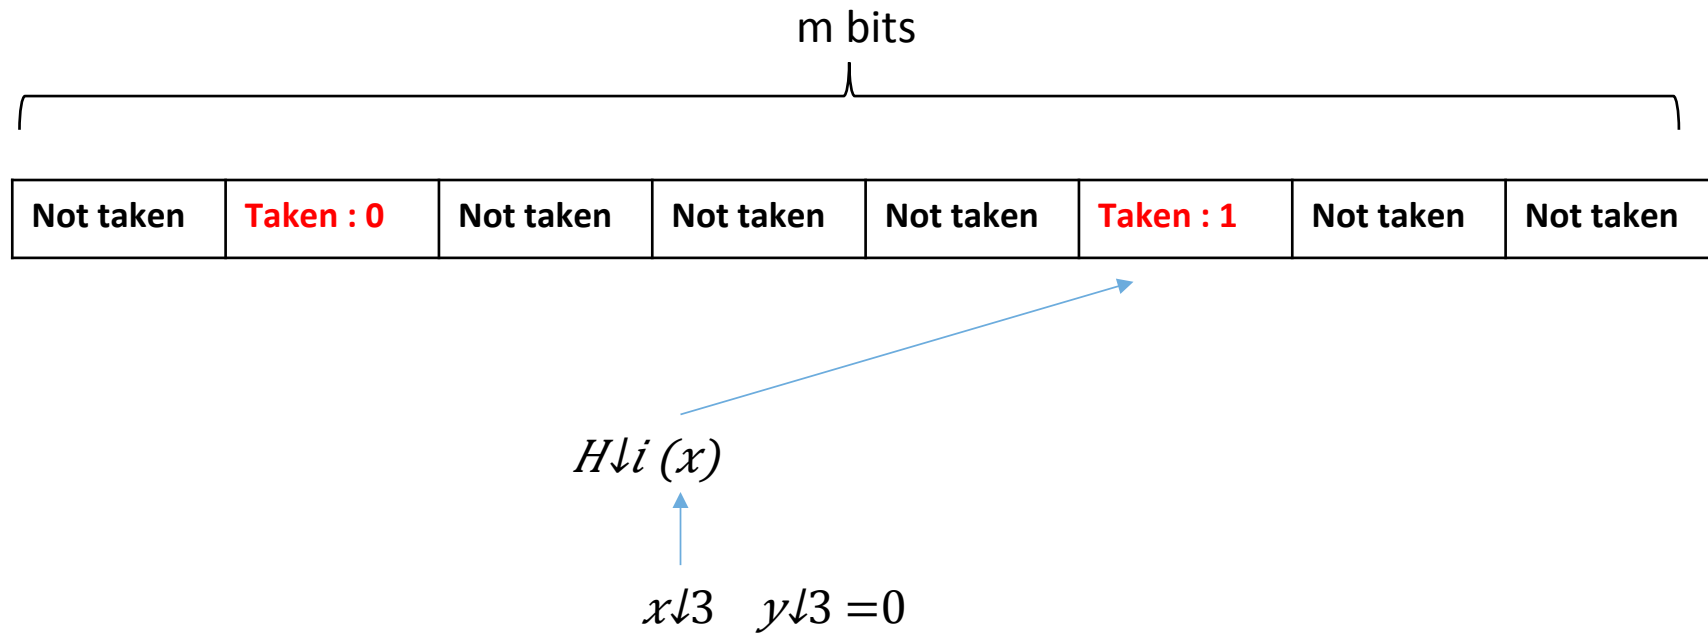 m bits
Not taken Taken : 0 Not taken Not taken Not taken Taken : 1 Not taken Not taken
H↓i (x)
x↓3 y↓3 =0